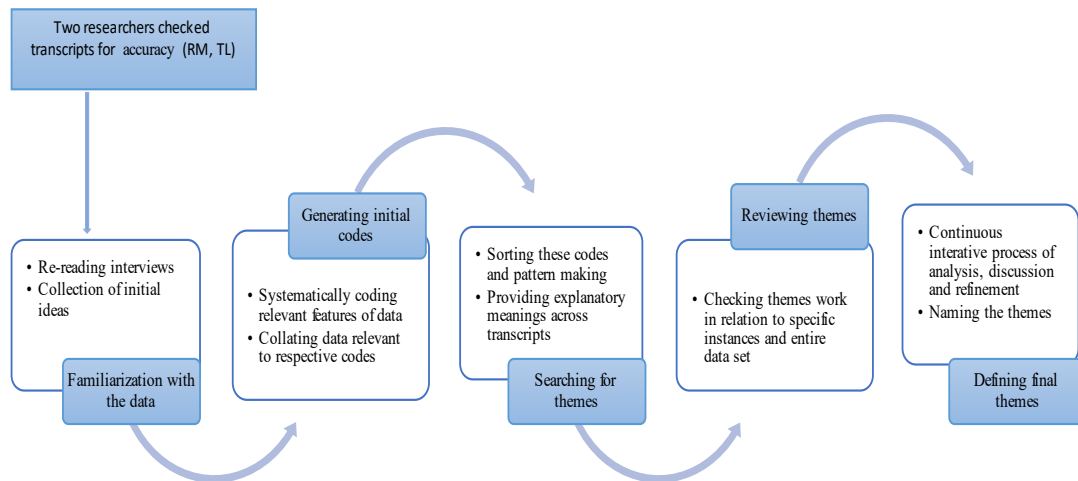 Two researchers checked
transcripts for accuracy (RM, TL)
• Re-reading interviews
• Collection of initial
ideas
Familiarization with
the data
Generating initial
codes
• Systematically coding
relevant features of data
• Collating data relevant
to respective codes
• Sorting these codes
and pattern making
• Providing explanatory
meanings across
transcripts
Searching for
themes
Reviewing themes
• Checking themes work
in relation to specific
instances and entire
data set
• Continuous
interative process of
analysis, discussion
and refinement
• Naming the themes
Defining final
themes